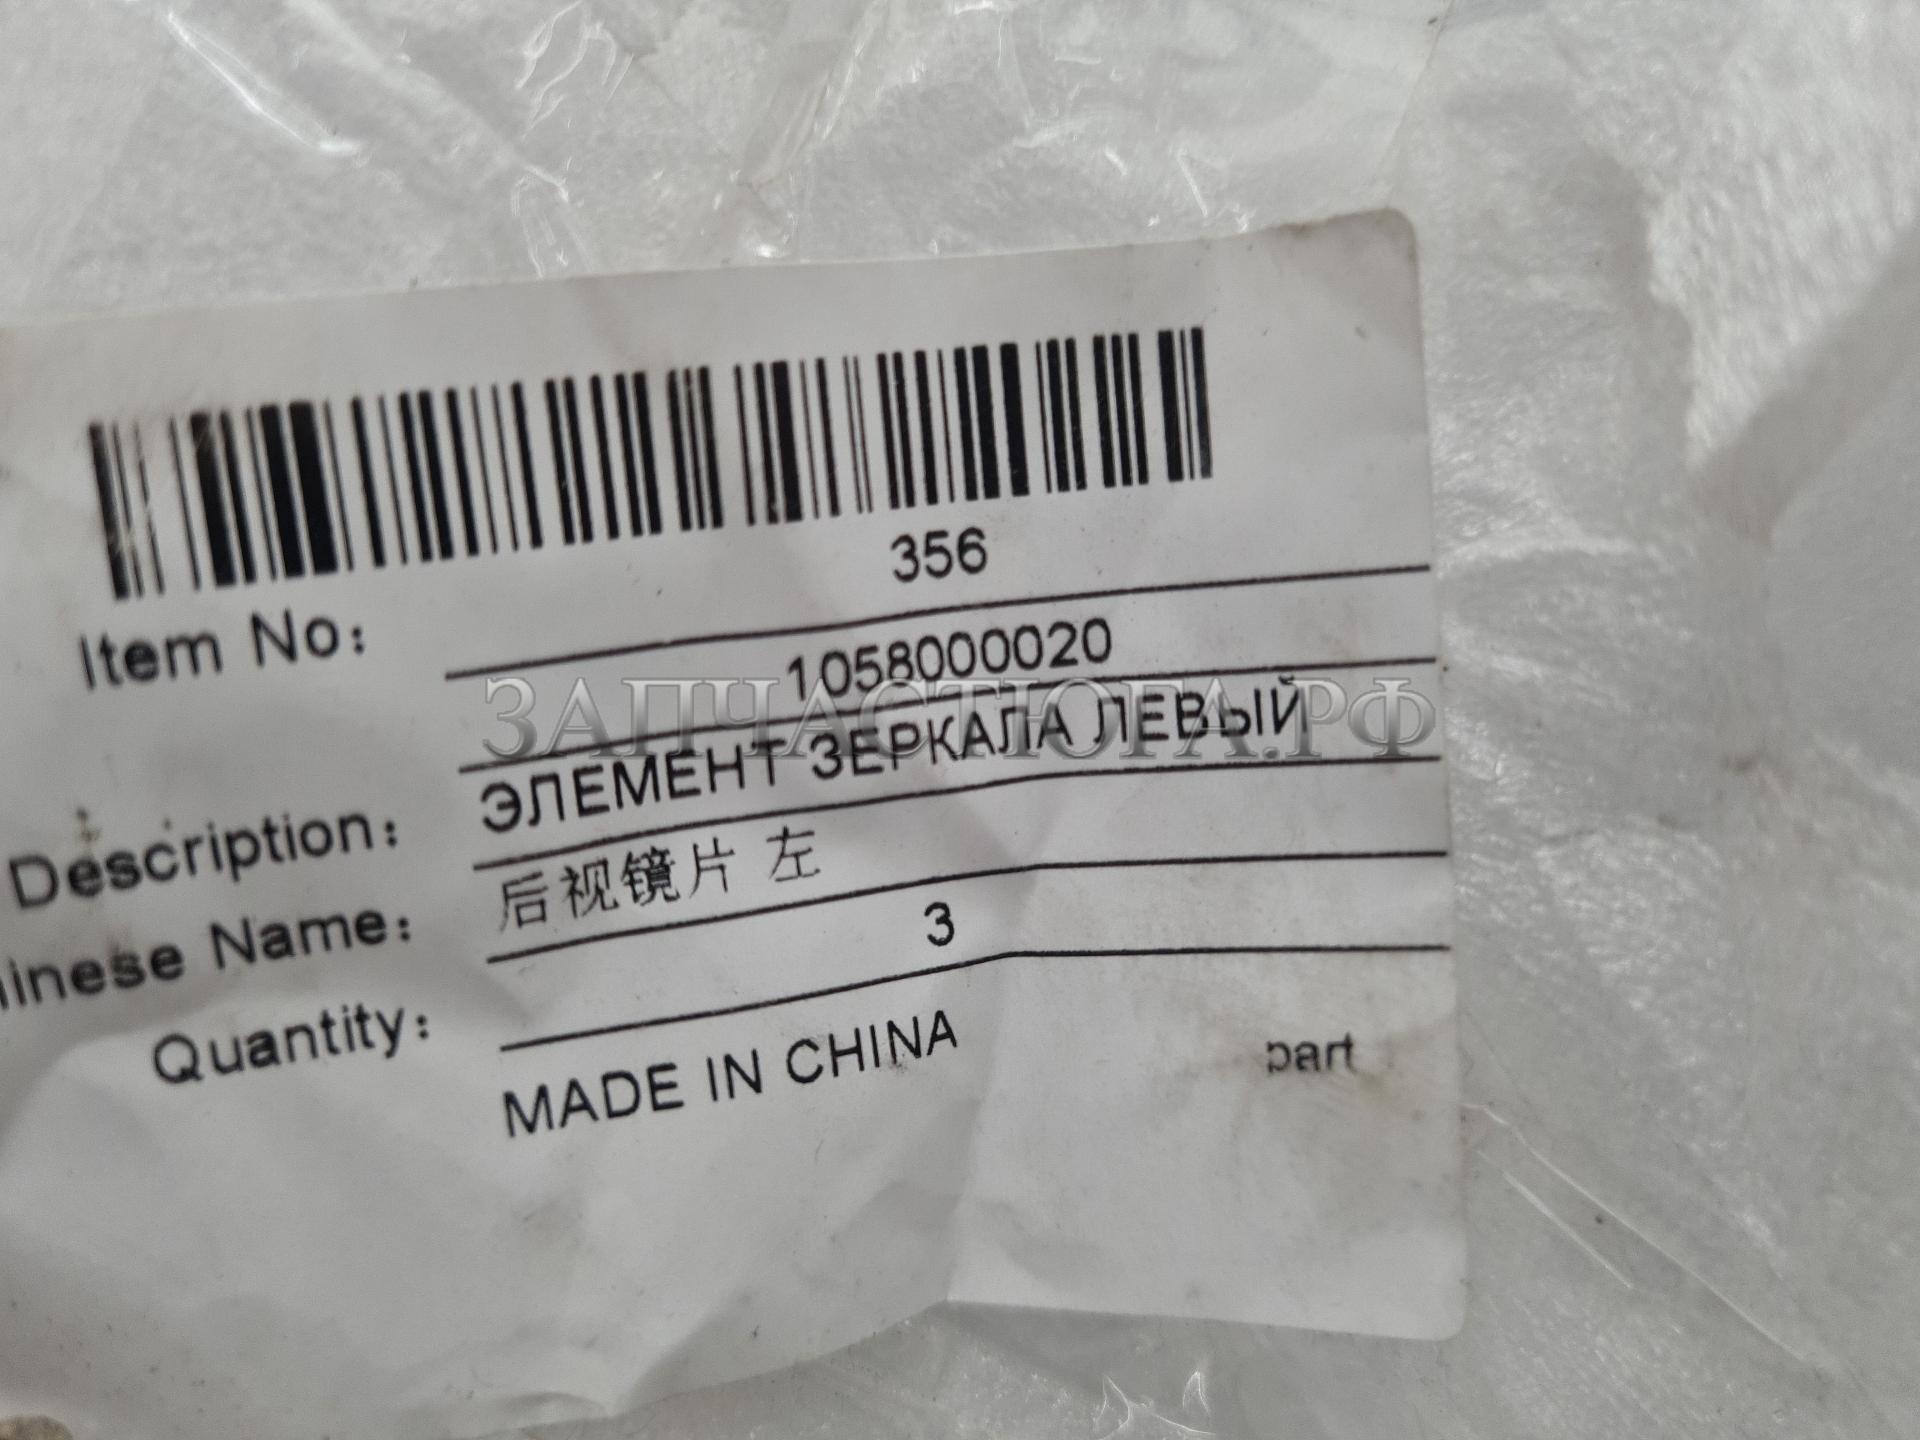 356
Item No:
1058000020
ЗАПЧАСТЮГА.РФ
Description: ЭЛЕМЕНТ ЗЕРКАЛА ЛЕВЫЙ
hinese Name: 后视镜片 左
Quantity: 3
MADE IN CHINA
part